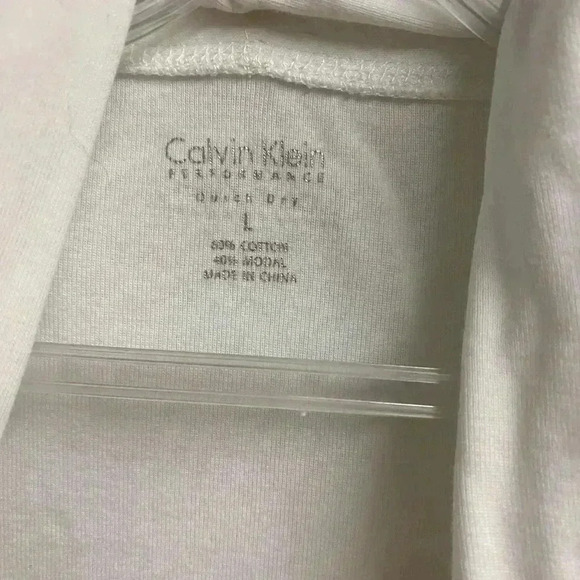 Calvin Klein
PERFORMANCE
Quick Dry
L
60% COTTON
40% MODAL
MADE IN CHINA